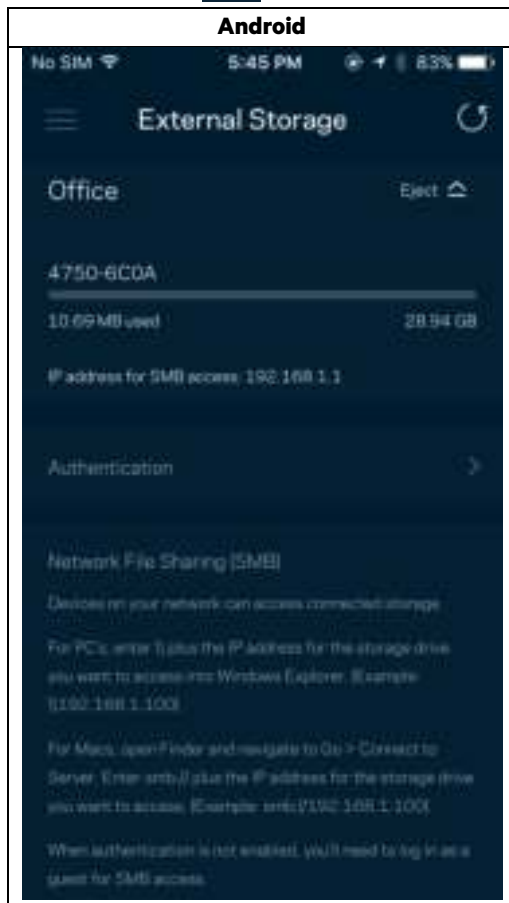 Android
No SIM 5:45 PM 83%
External Storage
Office Eject
4750-6C0A
10.69 MB used 28.94 GB
IP address for SMB access: 192.168.1.1
Authentication
Network File Sharing (SMB)
Devices on your network can access connected storage
For PC's, enter \\ plus the IP address for the storage drive
you want to access into Windows Explorer. (Example:
\\192.168.1.100)
For Macs, open Finder and navigate to Go > Connect to
Server. Enter smb:// plus the IP address for the storage drive
you want to access. (Example: smb://192.168.1.100)
When authentication is not enabled, you'll need to log in as a
guest for SMB access.